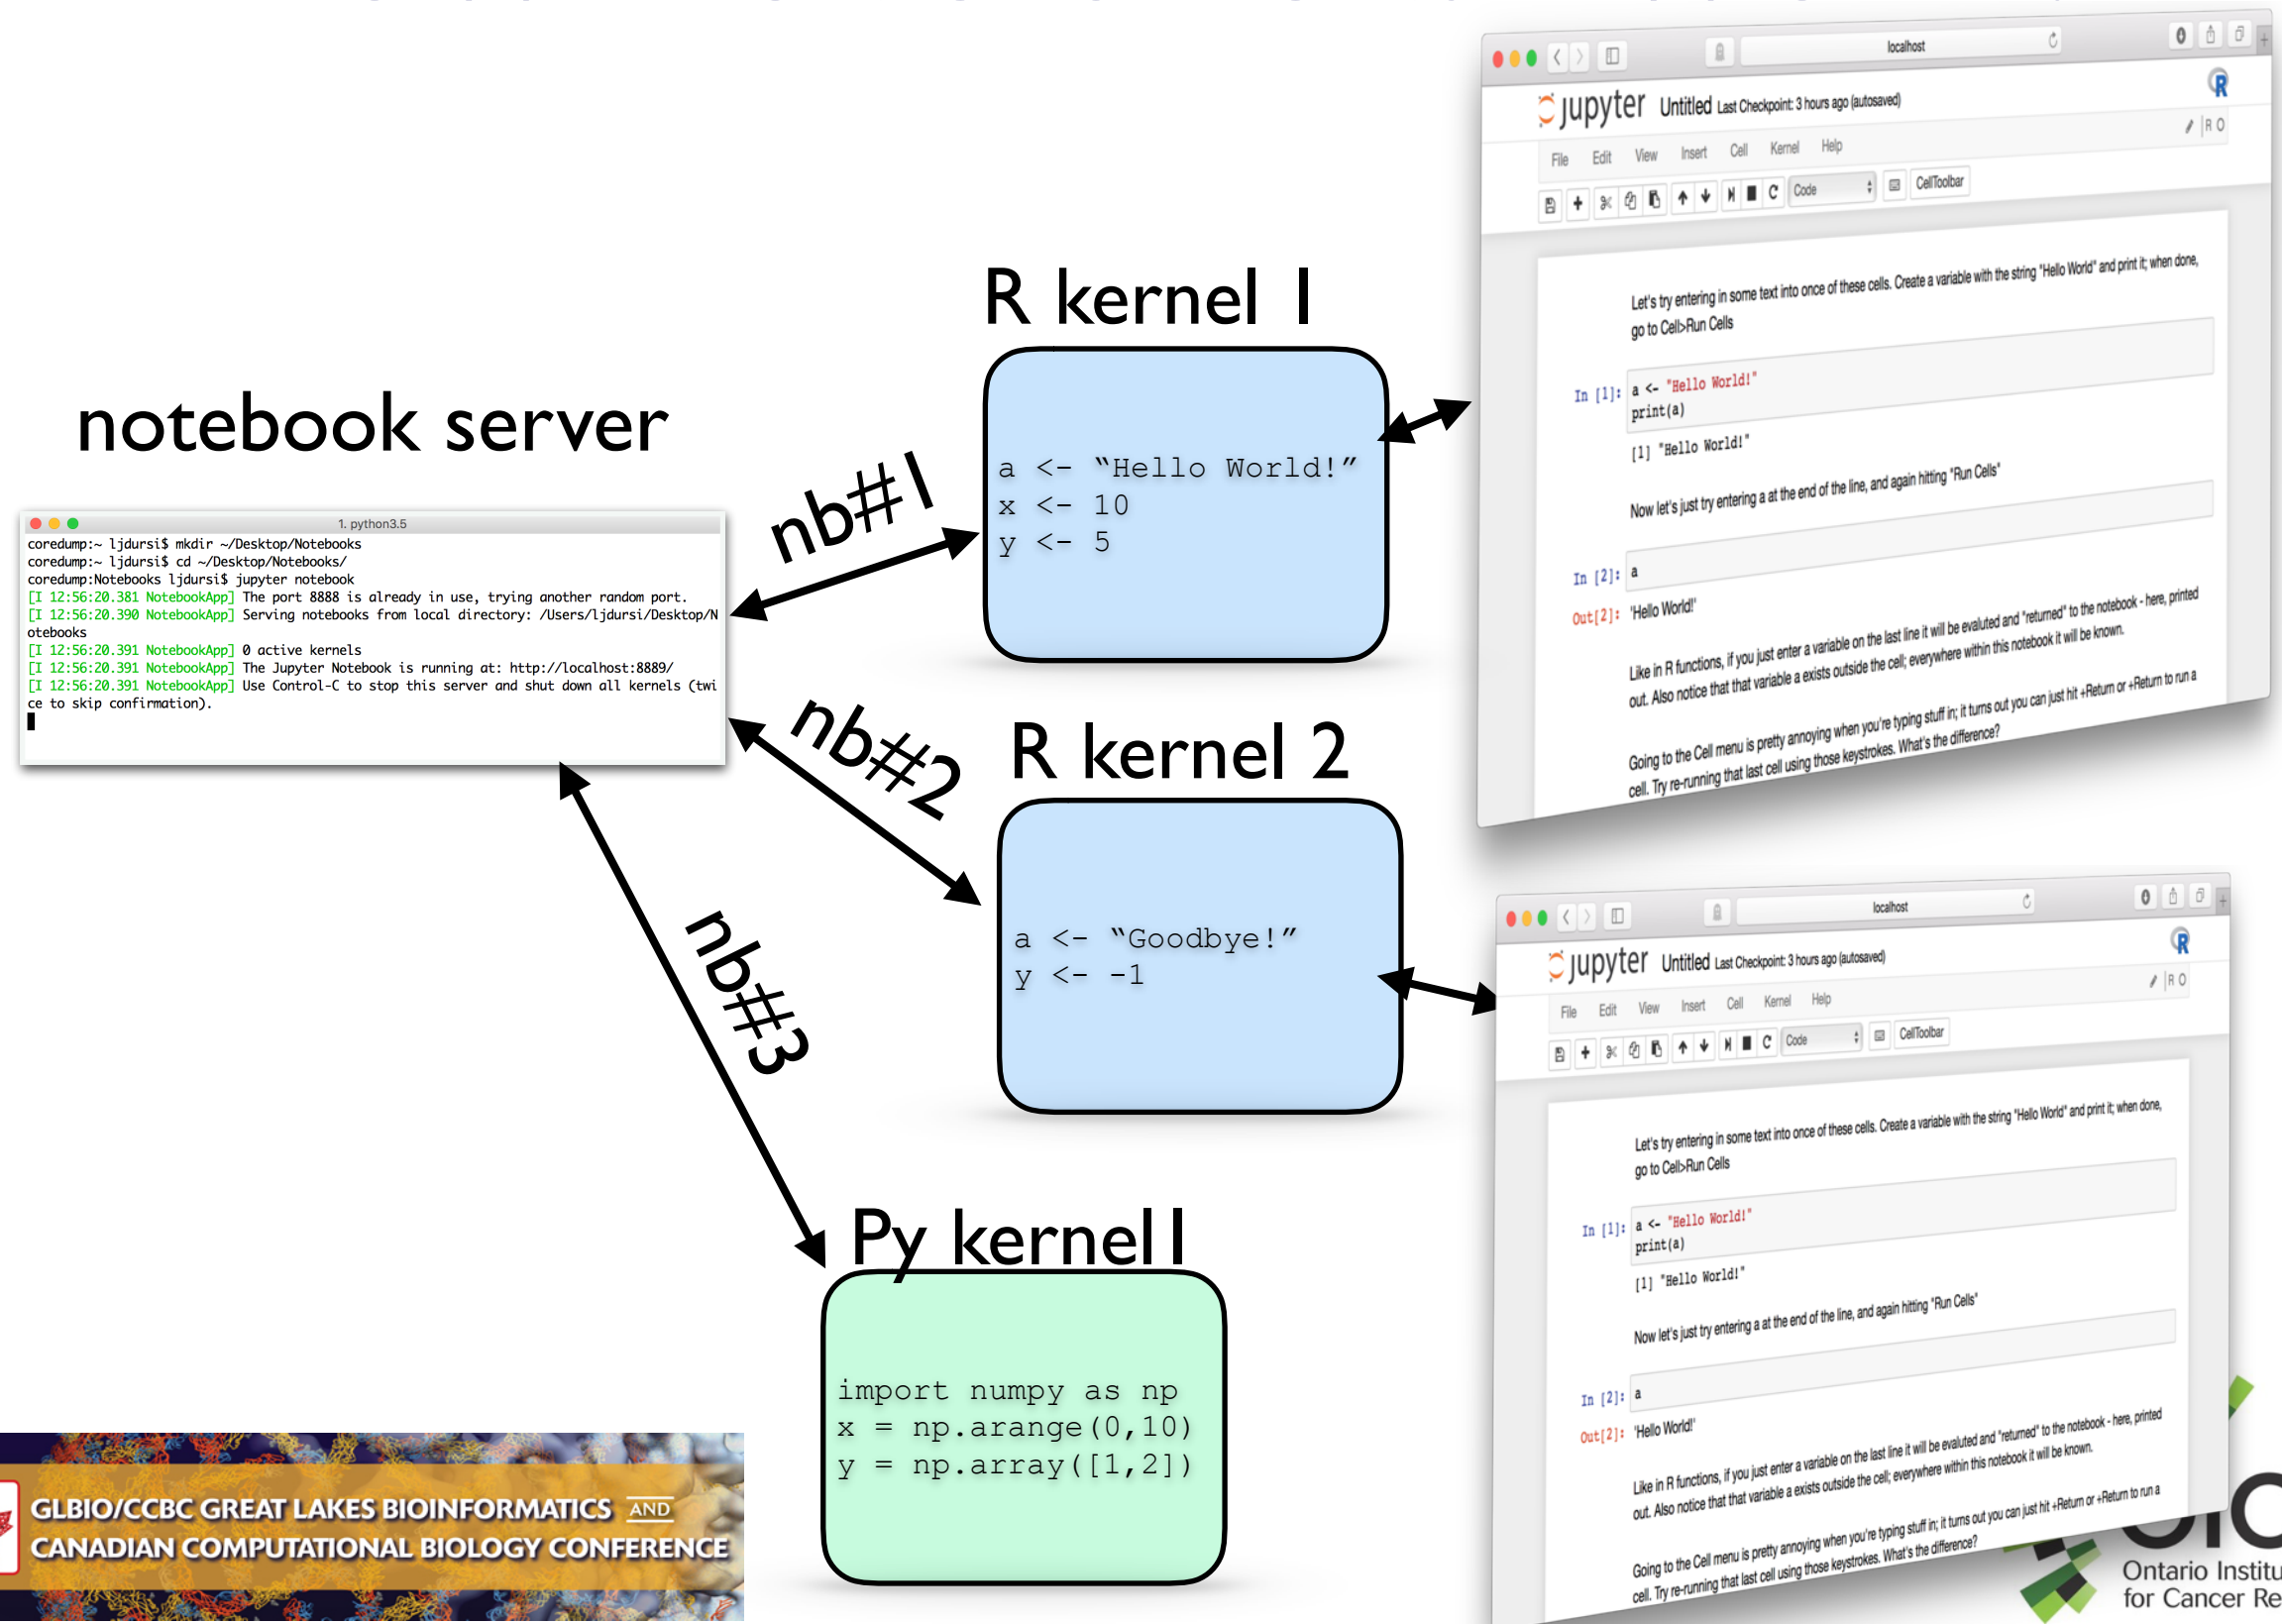 notebook server
1. python3.5
coredump:~ ljdursi$ mkdir ~/Desktop/Notebooks
coredump:~ ljdursi$ cd ~/Desktop/Notebooks/
coredump:Notebooks ljdursi$ jupyter notebook
[I 12:56:20.381 NotebookApp] The port 8888 is already in use, trying another random port.
[I 12:56:20.390 NotebookApp] Serving notebooks from local directory: /Users/ljdursi/Desktop/N
otebooks
[I 12:56:20.391 NotebookApp] 0 active kernels
[I 12:56:20.391 NotebookApp] The Jupyter Notebook is running at: http://localhost:8889/
[I 12:56:20.391 NotebookApp] Use Control-C to stop this server and shut down all kernels (twi
ce to skip confirmation).
nb#1
nb#2
nb#3
R kernel 1
a <- “Hello World!”
x <- 10
y <- 5
R kernel 2
a <- “Goodbye!”
y <- -1
Py kernel1
import numpy as np
x = np.arange(0,10)
y = np.array([1,2])
localhost
jupyter Untitled Last Checkpoint: 3 hours ago (autosaved)
R
File Edit View Insert Cell Kernel Help
R O
Code CellToolbar
Let's try entering in some text into once of these cells. Create a variable with the string "Hello World" and print it; when done,
go to Cell>Run Cells
In [1]: a <- "Hello World!"
print(a)
[1] "Hello World!"
Now let's just try entering a at the end of the line, and again hitting "Run Cells"
In [2]: a
Out[2]: 'Hello World!'
Like in R functions, if you just enter a variable on the last line it will be evaluted and "returned" to the notebook - here, printed
out. Also notice that that variable a exists outside the cell; everywhere within this notebook it will be known.
Going to the Cell menu is pretty annoying when you're typing stuff in; it turns out you can just hit +Return or +Return to run a
cell. Try re-running that last cell using those keystrokes. What's the difference?
localhost
jupyter Untitled Last Checkpoint: 3 hours ago (autosaved)
R
File Edit View Insert Cell Kernel Help
R O
Code CellToolbar
Let's try entering in some text into once of these cells. Create a variable with the string "Hello World" and print it; when done,
go to Cell>Run Cells
In [1]: a <- "Hello World!"
print(a)
[1] "Hello World!"
Now let's just try entering a at the end of the line, and again hitting "Run Cells"
In [2]: a
Out[2]: 'Hello World!'
Like in R functions, if you just enter a variable on the last line it will be evaluted and "returned" to the notebook - here, printed
out. Also notice that that variable a exists outside the cell; everywhere within this notebook it will be known.
Going to the Cell menu is pretty annoying when you're typing stuff in; it turns out you can just hit +Return or +Return to run a
cell. Try re-running that last cell using those keystrokes. What's the difference?
GLBIO/CCBC GREAT LAKES BIOINFORMATICS AND
CANADIAN COMPUTATIONAL BIOLOGY CONFERENCE
Ontario Institu
for Cancer Re